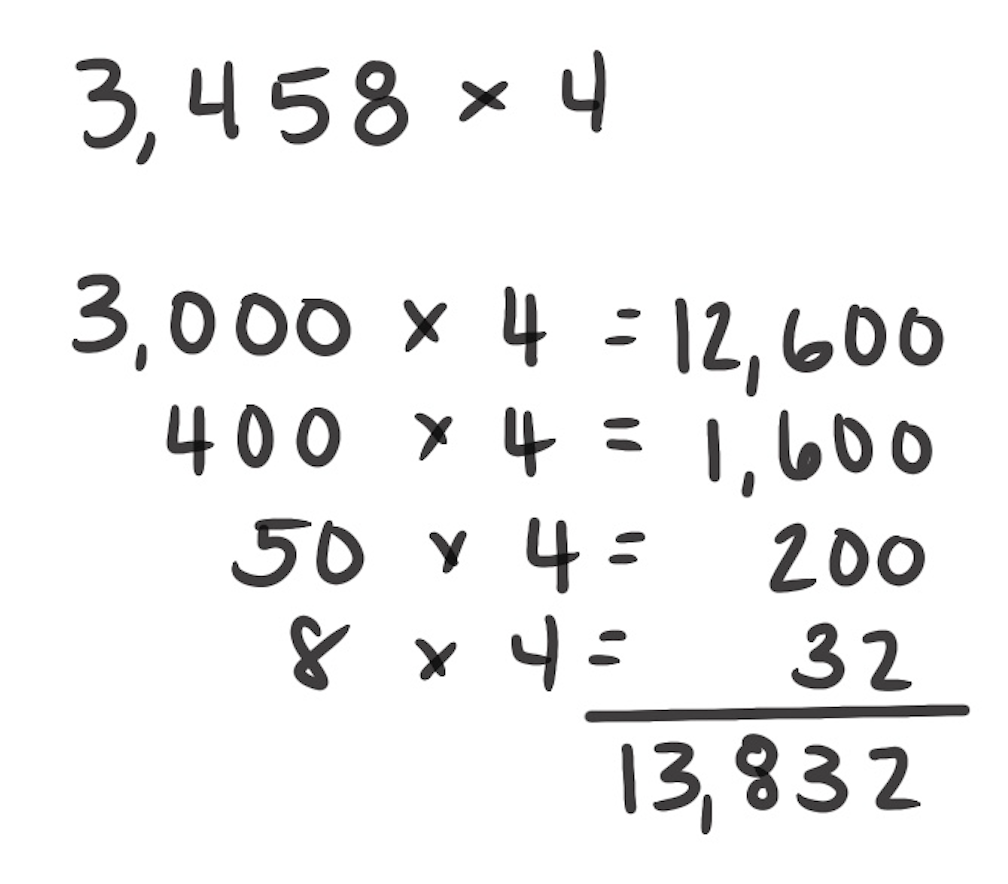 3,458 × 4
3,000 × 4 = 12,600
400 × 4 = 1,600
50 × 4 = 200
8 × 4 = 32
13,832